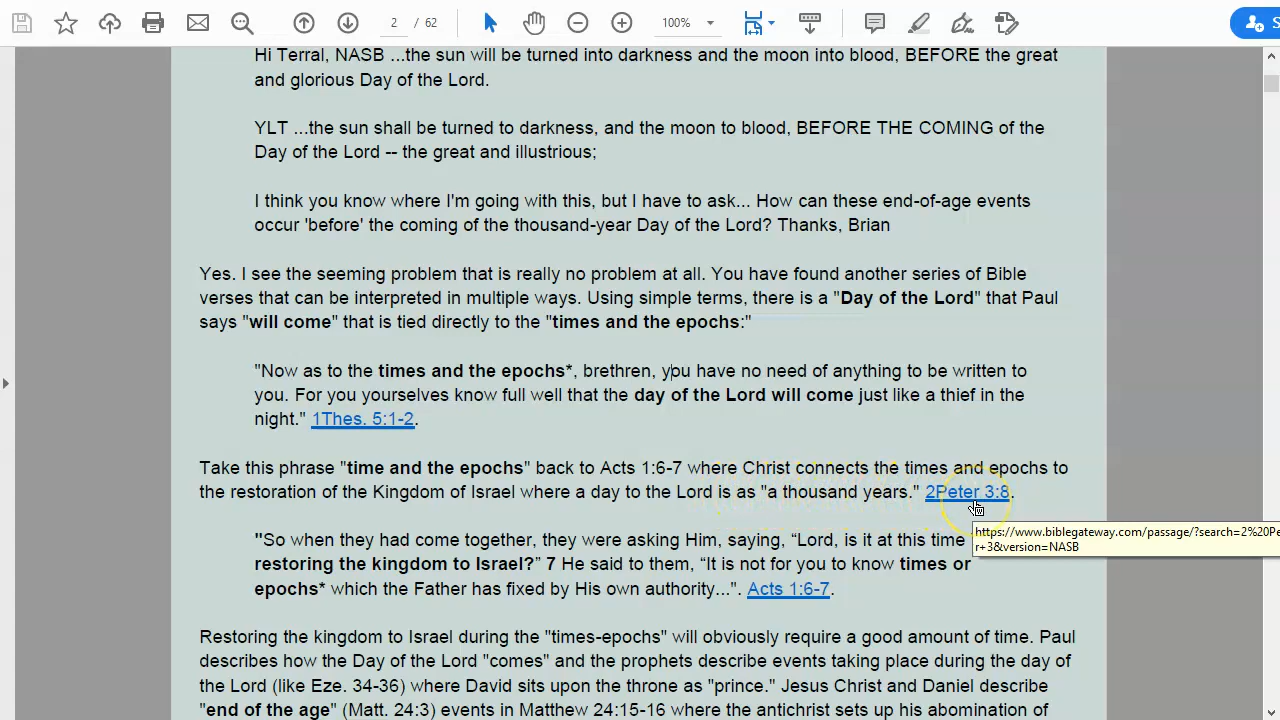 2 / 62
100%
S
Hi Terral, NASB ...the sun will be turned into darkness and the moon into blood, BEFORE the great
and glorious Day of the Lord.
YLT ...the sun shall be turned to darkness, and the moon to blood, BEFORE THE COMING of the
Day of the Lord -- the great and illustrious;
I think you know where I'm going with this, but I have to ask... How can these end-of-age events
occur 'before' the coming of the thousand-year Day of the Lord? Thanks, Brian
Yes. I see the seeming problem that is really no problem at all. You have found another series of Bible
verses that can be interpreted in multiple ways. Using simple terms, there is a "Day of the Lord" that Paul
says "will come" that is tied directly to the "times and the epochs:"
"Now as to the times and the epochs*, brethren, you have no need of anything to be written to
you. For you yourselves know full well that the day of the Lord will come just like a thief in the
night." 1Thes. 5:1-2.
Take this phrase "time and the epochs" back to Acts 1:6-7 where Christ connects the times and epochs to
the restoration of the Kingdom of Israel where a day to the Lord is as "a thousand years." 2Peter 3:8.
https://www.biblegateway.com/passage/?search=2%20Pe
r+3&version=NASB
"So when they had come together, they were asking Him, saying, “Lord, is it at this time
restoring the kingdom to Israel?” 7 He said to them, “It is not for you to know times or
epochs* which the Father has fixed by His own authority...”. Acts 1:6-7.
Restoring the kingdom to Israel during the "times-epochs" will obviously require a good amount of time. Paul
describes how the Day of the Lord "comes" and the prophets describe events taking place during the day of
the Lord (like Eze. 34-36) where David sits upon the throne as "prince." Jesus Christ and Daniel describe
"end of the age" (Matt. 24:3) events in Matthew 24:15-16 where the antichrist sets up his abomination of